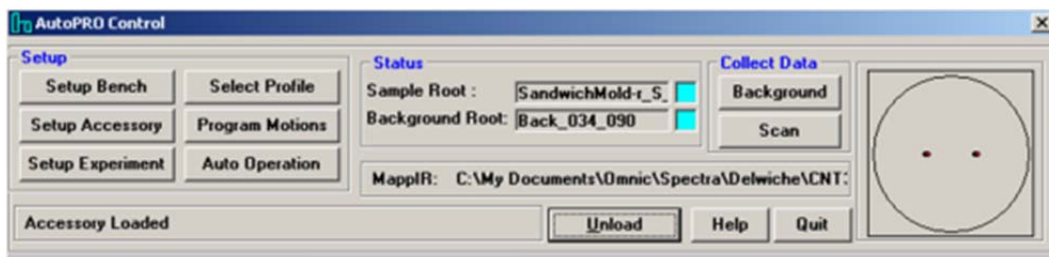 AutoPRO Control
Setup
Setup Bench
Select Profile
Setup Accessory
Program Motions
Setup Experiment
Auto Operation
Status
Sample Root :
SandwichMold-r_S_
Background Root:
Back_034_090
Collect Data
Background
Scan
MappIR: C:\My Documents\Omnic\Spectra\Delwiche\CNT:
Accessory Loaded
Unload
Help
Quit